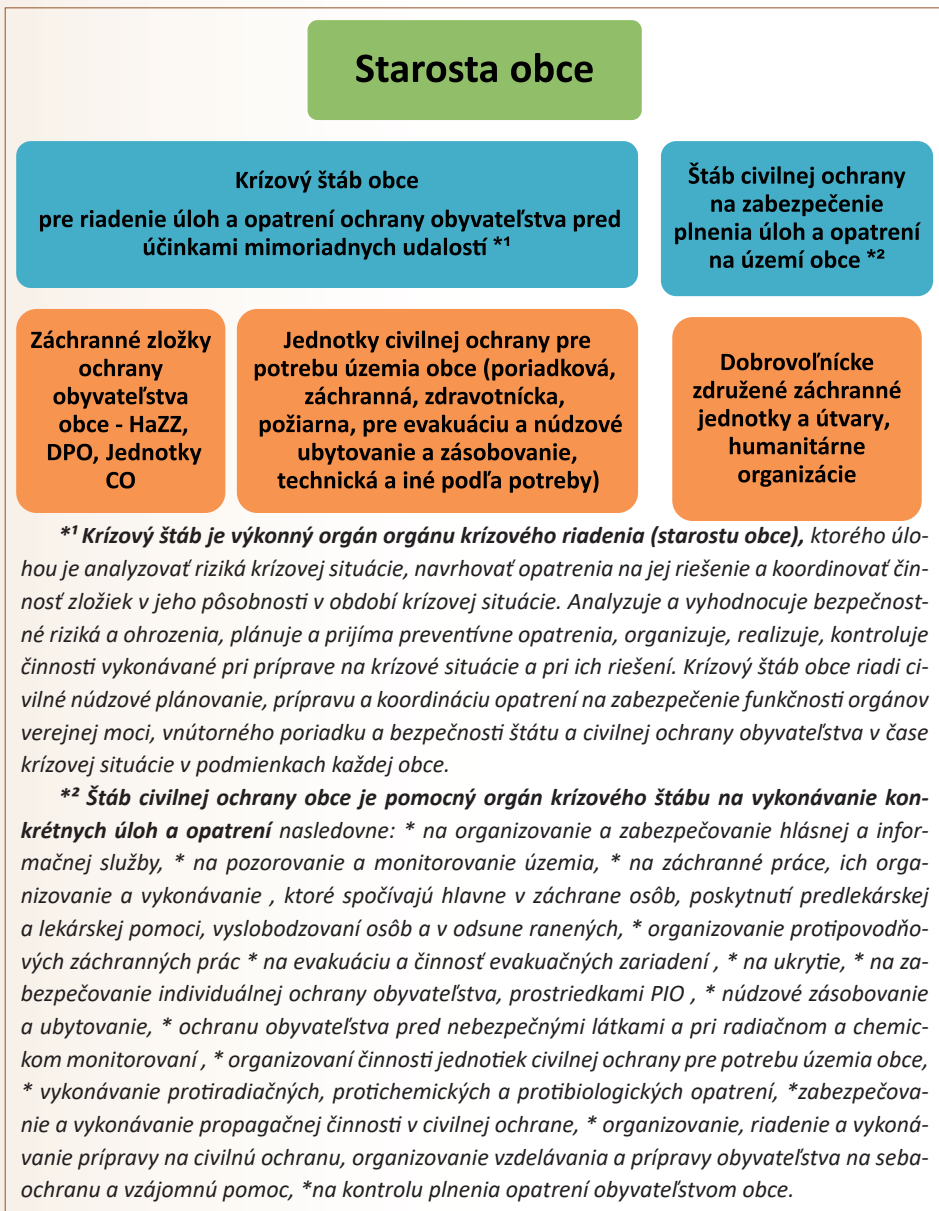 Starosta obce
Krízový štáb obce
pre riadenie úloh a opatrení ochrany obyvateľstva pred
účinkami mimoriadnych udalostí *¹
Štáb civilnej ochrany
na zabezpečenie
plnenia úloh a opatrení
na území obce *²
Záchranné zložky
ochrany
obyvateľstva
obce - HaZZ,
DPO, Jednotky
CO
Jednotky civilnej ochrany pre
potrebu územia obce (poriadková,
záchranná, zdravotnícka,
požiarna, pre evakuáciu a núdzové
ubytovanie a zásobovanie,
technická a iné podľa potreby)
Dobrovoľnícke
združené záchranné
jednotky a útvary,
humanitárne
organizácie
*¹ Krízový štáb je výkonný orgán orgánu krízového riadenia (starostu obce), ktorého úlo-
hou je analyzovať riziká krízovej situácie, navrhovať opatrenia na jej riešenie a koordinovať čin-
nosť zložiek v jeho pôsobnosti v období krízovej situácie. Analyzuje a vyhodnocuje bezpečnost-
né riziká a ohrozenia, plánuje a prijíma preventívne opatrenia, organizuje, realizuje, kontroluje
činnosti vykonávané pri príprave na krízové situácie a pri ich riešení. Krízový štáb obce riadi ci-
vilné núdzové plánovanie, prípravu a koordináciu opatrení na zabezpečenie funkčnosti orgánov
verejnej moci, vnútorného poriadku a bezpečnosti štátu a civilnej ochrany obyvateľstva v čase
krízovej situácie v podmienkach každej obce.
*² Štáb civilnej ochrany obce je pomocný orgán krízového štábu na vykonávanie kon-
krétnych úloh a opatrení nasledovne: * na organizovanie a zabezpečovanie hlásnej a infor-
mačnej služby, * na pozorovanie a monitorovanie územia, * na záchranné práce, ich orga-
nizovanie a vykonávanie , ktoré spočívajú hlavne v záchrane osôb, poskytnutí predlekárskej
a lekárskej pomoci, vyslobodzovaní osôb a v odsune ranených, * organizovanie protipovodňo-
vých záchranných prác * na evakuáciu a činnosť evakuačných zariadení , * na ukrytie, * na za-
bezpečovanie individuálnej ochrany obyvateľstva, prostriedkami PIO , * núdzové zásobovanie
a ubytovanie, * ochranu obyvateľstva pred nebezpečnými látkami a pri radiačnom a chemic-
kom monitorovaní , * organizovaní činnosti jednotiek civilnej ochrany pre potrebu územia obce,
* vykonávanie protiradiačných, protichemických a protibiologických opatrení, *zabezpečova-
nie a vykonávanie propagačnej činnosti v civilnej ochrane, * organizovanie, riadenie a vykoná-
vanie prípravy na civilnú ochranu, organizovanie vzdelávania a prípravy obyvateľstva na seba-
ochranu a vzájomnú pomoc, *na kontrolu plnenia opatrení obyvateľstvom obce.